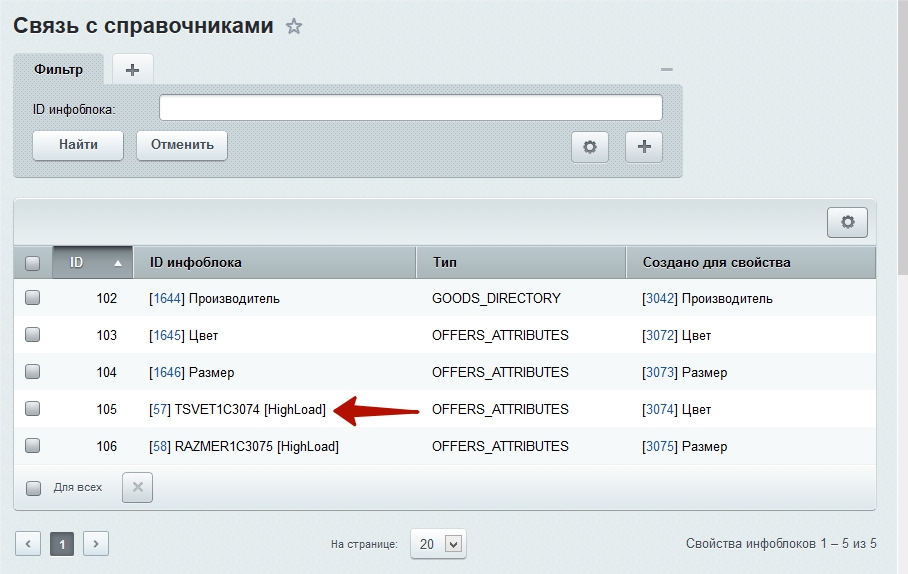 Связь с справочниками
Фильтр
ID инфоблока:
Найти Отменить
ID ID инфоблока Тип Создано для свойства
102 [1644] Производитель GOODS_DIRECTORY [3042] Производитель
103 [1645] Цвет OFFERS_ATTRIBUTES [3072] Цвет
104 [1646] Размер OFFERS_ATTRIBUTES [3073] Размер
105 [57] TSVET1C3074 [HighLoad] OFFERS_ATTRIBUTES [3074] Цвет
106 [58] RAZMER1C3075 [HighLoad] OFFERS_ATTRIBUTES [3075] Размер
Для всех
1 На странице: 20 Свойства инфоблоков 1 – 5 из 5